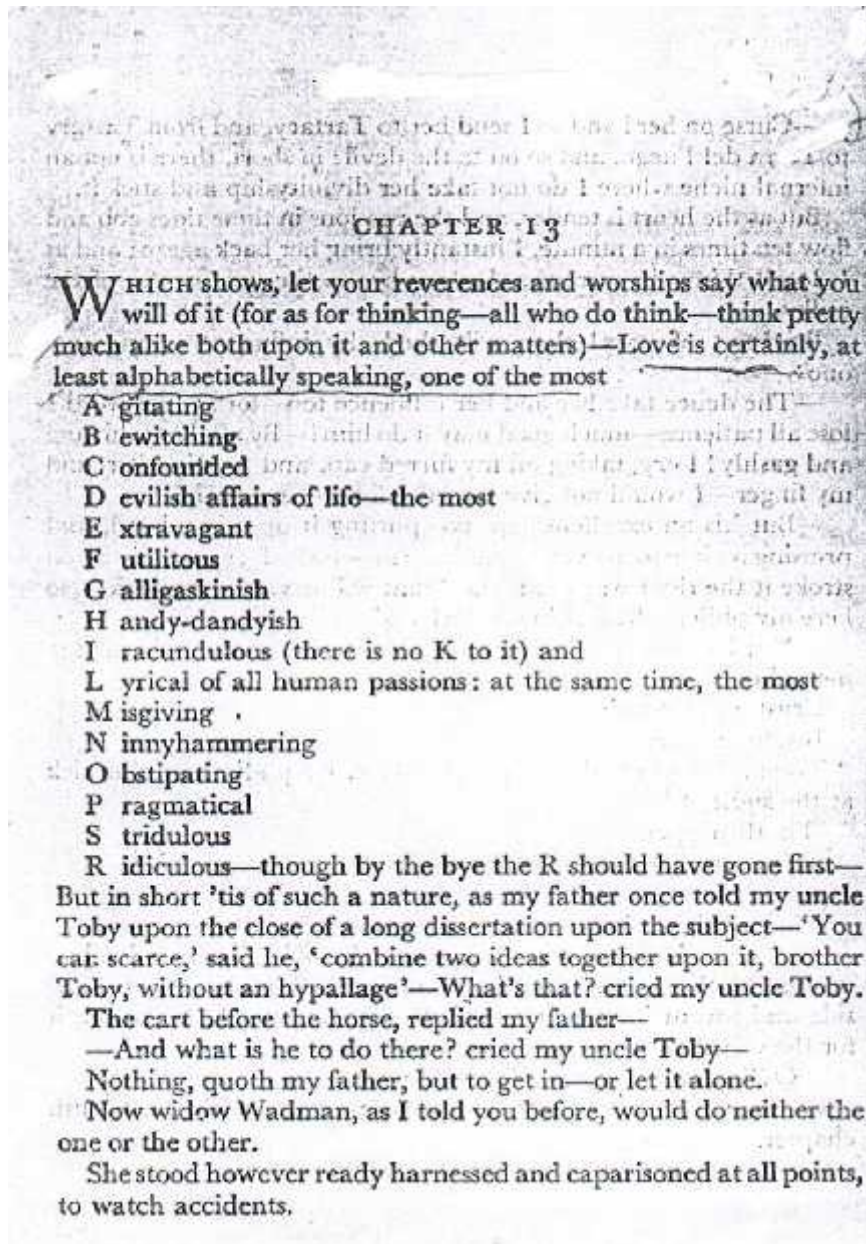 CHAPTER 13
WHICH shows, let your reverences and worships say what you
will of it (for as for thinking—all who do think—think pretty
much alike both upon it and other matters)—Love is certainly, at
least alphabetically speaking, one of the most
A gitating
B ewitching
C onfounded
D evilish affairs of life—the most
E xtravagant
F utilitous
G alligaskinish
H andy-dandyish
I racundulous (there is no K to it) and
L yrical of all human passions: at the same time, the most
M isgiving
N innyhammering
O bstipating
P ragmatical
S tridulous
R idiculous—though by the bye the R should have gone first—
But in short 'tis of such a nature, as my father once told my uncle
Toby upon the close of a long dissertation upon the subject—'You
can scarce,' said he, 'combine two ideas together upon it, brother
Toby, without an hypallage'—What's that? cried my uncle Toby.
The cart before the horse, replied my father—
—And what is he to do there? cried my uncle Toby—
Nothing, quoth my father, but to get in—or let it alone.
Now widow Wadman, as I told you before, would do neither the
one or the other.
She stood however ready harnessed and caparisoned at all points,
to watch accidents.